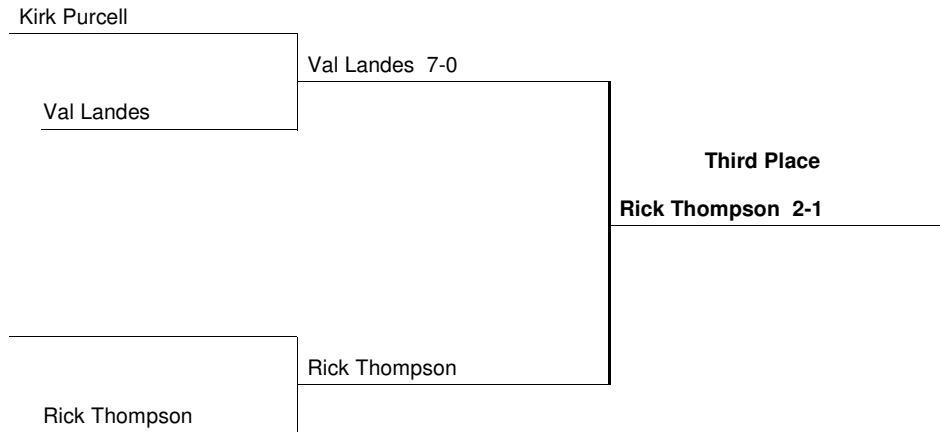 Kirk Purcell
Val Landes 7-0
Val Landes
Third Place
Rick Thompson 2-1
Rick Thompson
Rick Thompson